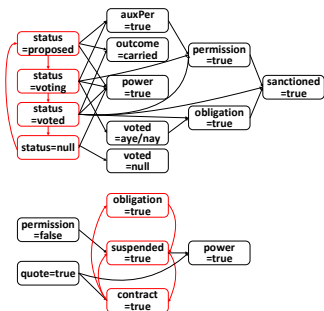 status
=proposed
status
=voting
status
=voted
status=null
auxPer
=true
outcome
=carried
power
=true
voted
=aye/nay
voted
=null
permission
=true
obligation
=true
sanctioned
=true
obligation
=true
permission
=false
suspended
=true
power
=true
quote=true
contract
=true